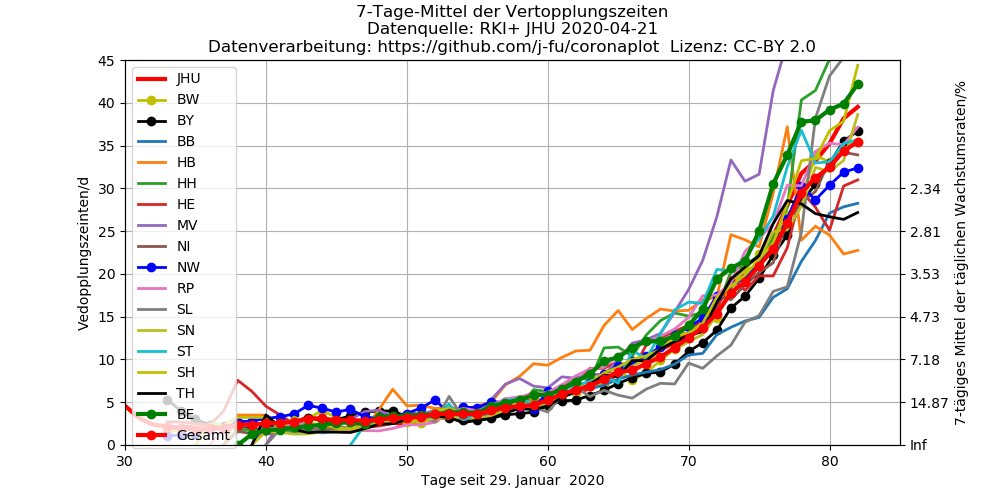 7-Tage-Mittel der Vertopplungszeiten
Datenquelle: RKI+ JHU 2020-04-21
Datenverarbeitung: https://github.com/j-fu/coronaplot  Lizenz: CC-BY 2.0
45
40
35
30
25
20
15
10
5
0
Vedopplungszeinten/d
JHU
BW
BY
BB
HB
HH
HE
MV
NI
NW
RP
SL
SN
ST
SH
TH
BE
Gesamt
2.34
2.81
3.53
4.73
7.18
14.87
Inf
7-tägiges Mittel der täglichen Wachstumsraten/%
30 40 50 60 70 80
Tage seit 29. Januar  2020